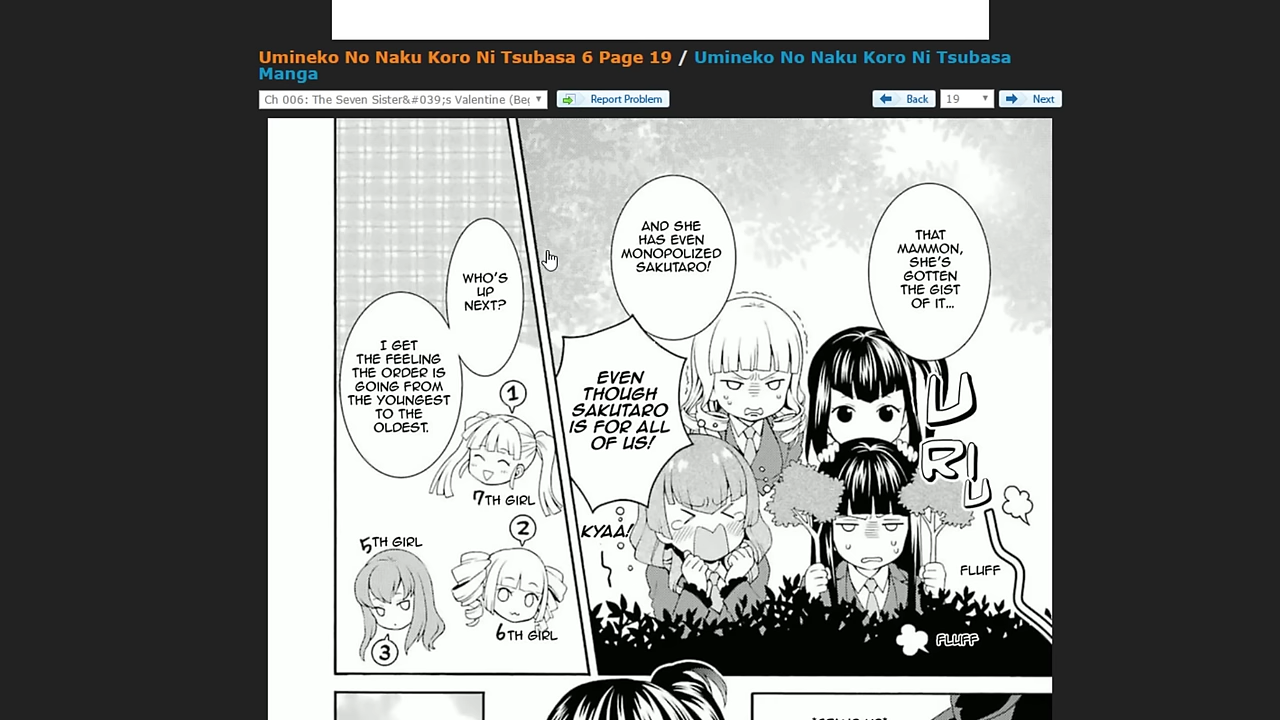 Umineko No Naku Koro Ni Tsubasa 6 Page 19 / Umineko No Naku Koro Ni Tsubasa
Manga
Ch 006: The Seven Sister&#039;s Valentine (Be
Report Problem
Back
19
Next
THAT
MAMMON,
SHE'S
GOTTEN
THE GIST
OF IT...
AND SHE
HAS EVEN
MONOPOLIZED
SAKUTARO!
EVEN
THOUGH
SAKUTARO
IS FOR ALL
OF US!
KYAA!
U
RI
U
FLUFF
FLUFF
WHO'S
UP
NEXT?
I GET
THE FEELING
THE ORDER IS
GOING FROM
THE YOUNGEST
TO THE
OLDEST.
1
7TH GIRL
2
6TH GIRL
5TH GIRL
3